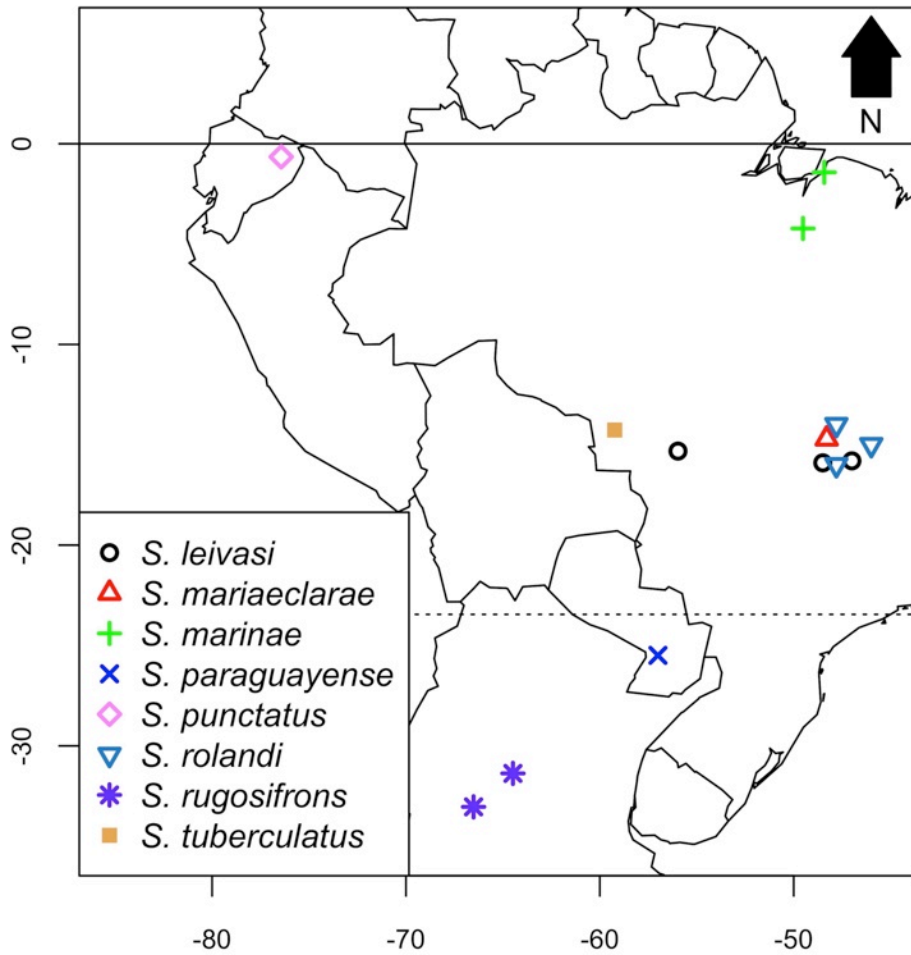 N
0
-10
-20
-30
S. leivasi
S. mariaeclarae
S. marinae
S. paraguayense
S. punctatus
S. rolandi
S. rugosifrons
S. tuberculatus
-80 -70 -60 -50